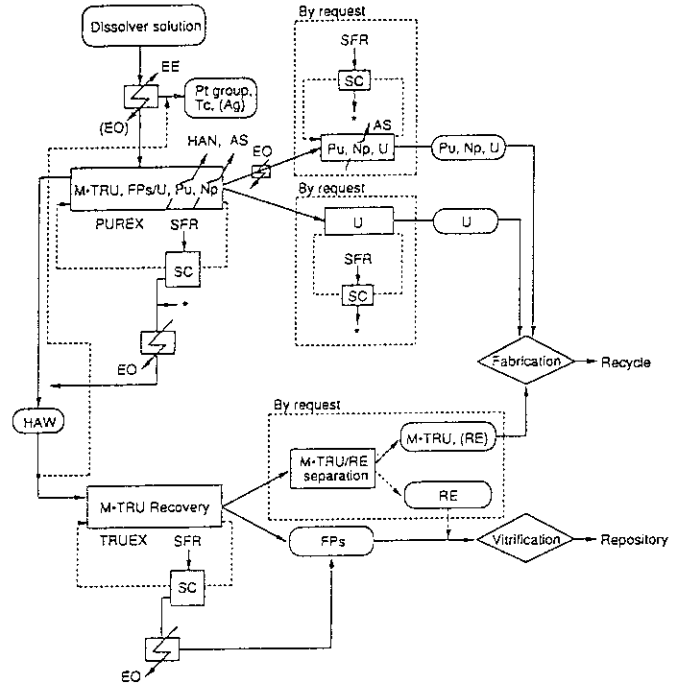 Dissolver solution
By request
SFR
EE
SC
Pt group,
Tc, (Ag)
*
(EO)
HAN, AS
EO
AS
Pu, Np, U
Pu, Np, U
M•TRU, FPs/U, Pu, Np
By request
PUREX
SFR
U
U
SC
SFR
SC
*
*
EO
Fabrication
Recycle
HAW
By request
M•TRU, (RE)
M•TRU/RE
separation
RE
M•TRU Recovery
TRUEX
SFR
FPs
Vitrification
Repository
SC
EO